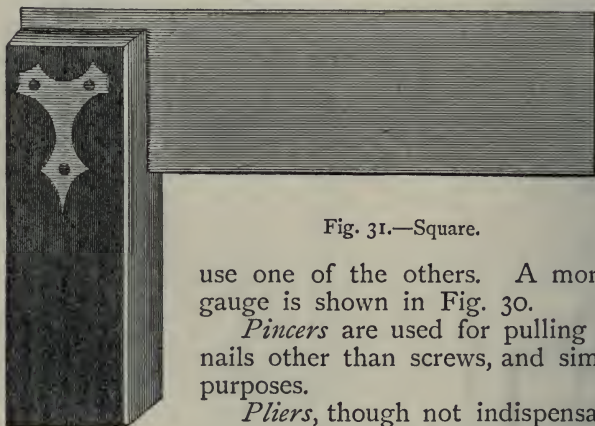 Fig. 31.—Square.
use one of the others. A mor
gauge is shown in Fig. 30.
Pincers are used for pulling
nails other than screws, and sim
purposes.
Pliers, though not indispensa